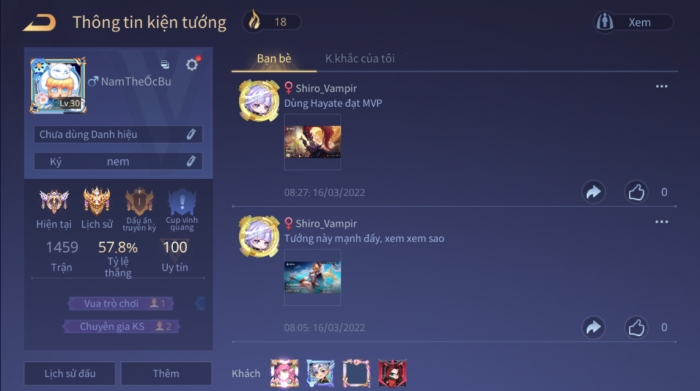 Thông tin kiện tướng
18
Xem
Bạn bè
K.khắc của tôi
NamTheỐcBu
Lv.30
Chưa dùng Danh hiệu
Ký nem
Hiện tại
Lịch sử
Dấu ấn truyền kỳ
Cup vinh quang
1459
57.8%
100
Trận
Tỷ lệ thắng
Uy tín
Vua trò chơi 1
Chuyên gia KS 2
Lịch sử đấu
Thêm
Shiro_Vampir
Dùng Hayate đạt MVP
08:27: 16/03/2022
0
Shiro_Vampir
Tướng này mạnh đấy, xem xem sao
08:05: 16/03/2022
0
Khách